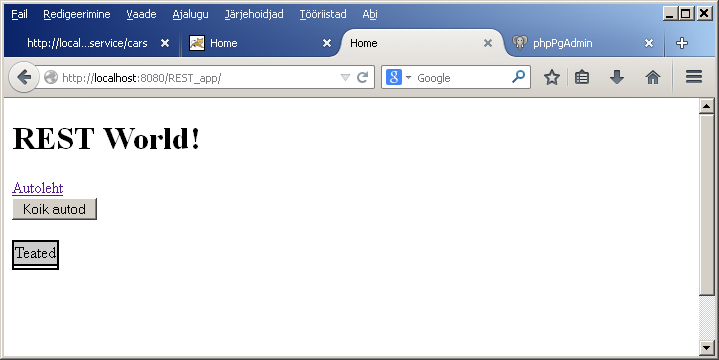 Fail Redigeerimine Vaade Ajalugu Järjehoidjad Tööriistad Abi
http://local...service/cars Home Home phpPgAdmin
http://localhost:8080/REST_app/ Google
REST World!
Autoleht
Koik autod
Teated